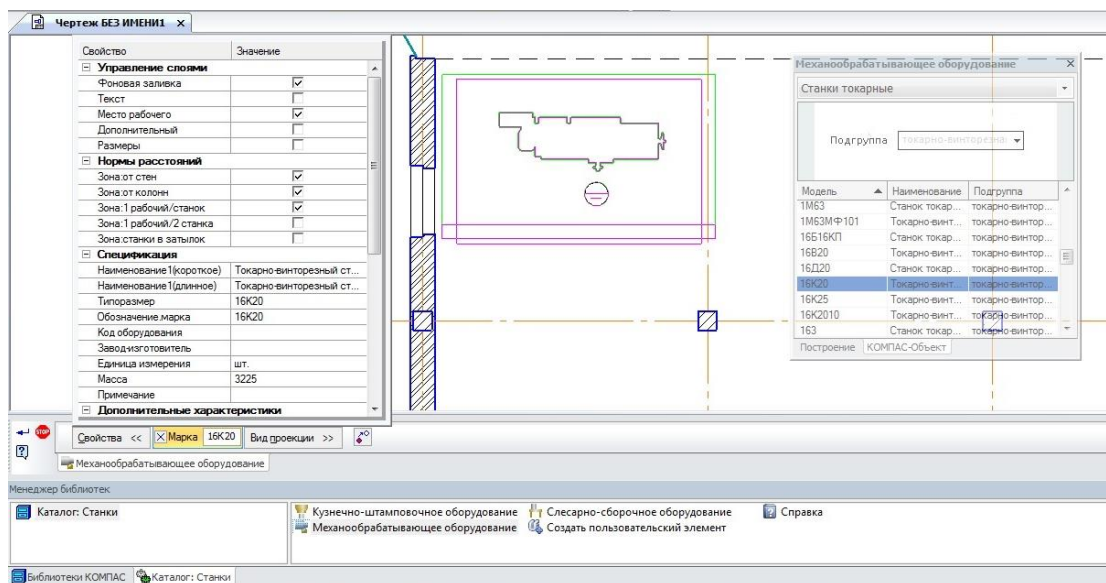 Чертеж БЕЗ ИМЕНИ1
Свойство Значение
Управление слоями
Фоновая заливка
Текст
Место рабочего
Дополнительный
Размеры
Нормы расстояний
Зона:от стен
Зона:от колонн
Зона:1 рабочий/станок
Зона:1 рабочий/2 станка
Зона:станки в затылок
Спецификация
Наименование1(короткое) Токарно-винторезный ст...
Наименование1(длинное) Токарно-винторезный ст...
Типоразмер 16К20
Обозначение.марка 16К20
Код оборудования
Завод-изготовитель
Единица измерения шт.
Масса 3225
Примечание
Дополнительные характеристики
Механообрабатывающее оборудование
Станки токарные
Подгруппа токарно-винторезная
Модель Наименование Подгруппа
1М63 Станок токар... токарно-винтор...
1М63МФ101 Токарно-винт... токарно-винтор...
16Б16КП Станок токар... токарно-винтор...
16В20 Токарно-винт... токарно-винтор...
16Д20 Станок токар... токарно-винтор...
16К20 Токарно-винт... токарно-винтор...
16К25 Токарно-винт... токарно-винтор...
16К2010 Токарно-винт... токарно-винтор...
163 Станок токар... токарно-винтор...
Построение КОМПАС-Объект
STOP
Свойства << Марка 16К20 Вид проекции >>
Механообрабатывающее оборудование
Менеджер библиотек
Каталог: Станки
Кузнечно-штамповочное оборудование Слесарно-сборочное оборудование Справка
Механообрабатывающее оборудование Создать пользовательский элемент
Библиотеки КОМПАС Каталог: Станки